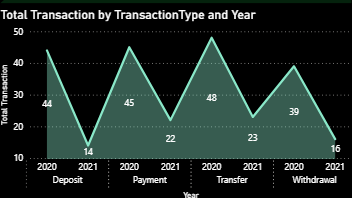 Total Transaction by TransactionType and Year
Total Transaction
50
40
30
20
10
44
14
45
22
48
23
39
16
2020 2021 2020 2021 2020 2021 2020 2021
Deposit Payment Transfer Withdrawal
Year